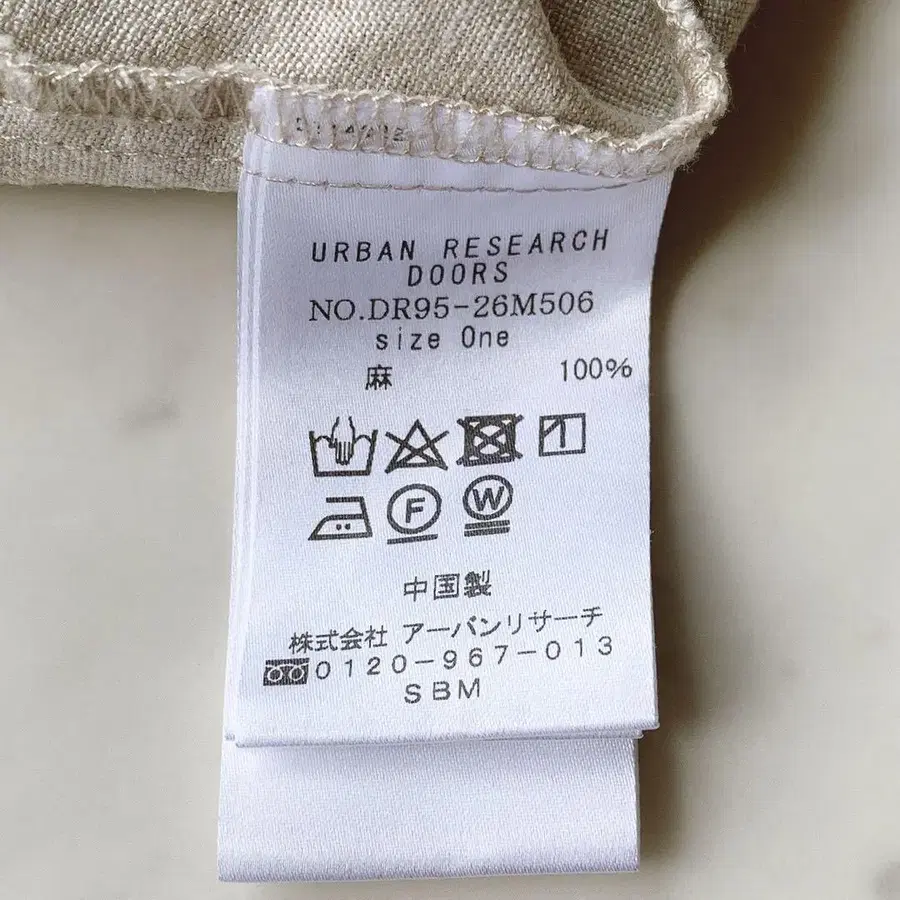 URBAN RESEARCH
DOORS
NO.DR95-26M506
size One
麻 100%
F W
中国製
株式会社 アーバンリサーチ
0120-967-013
SBM